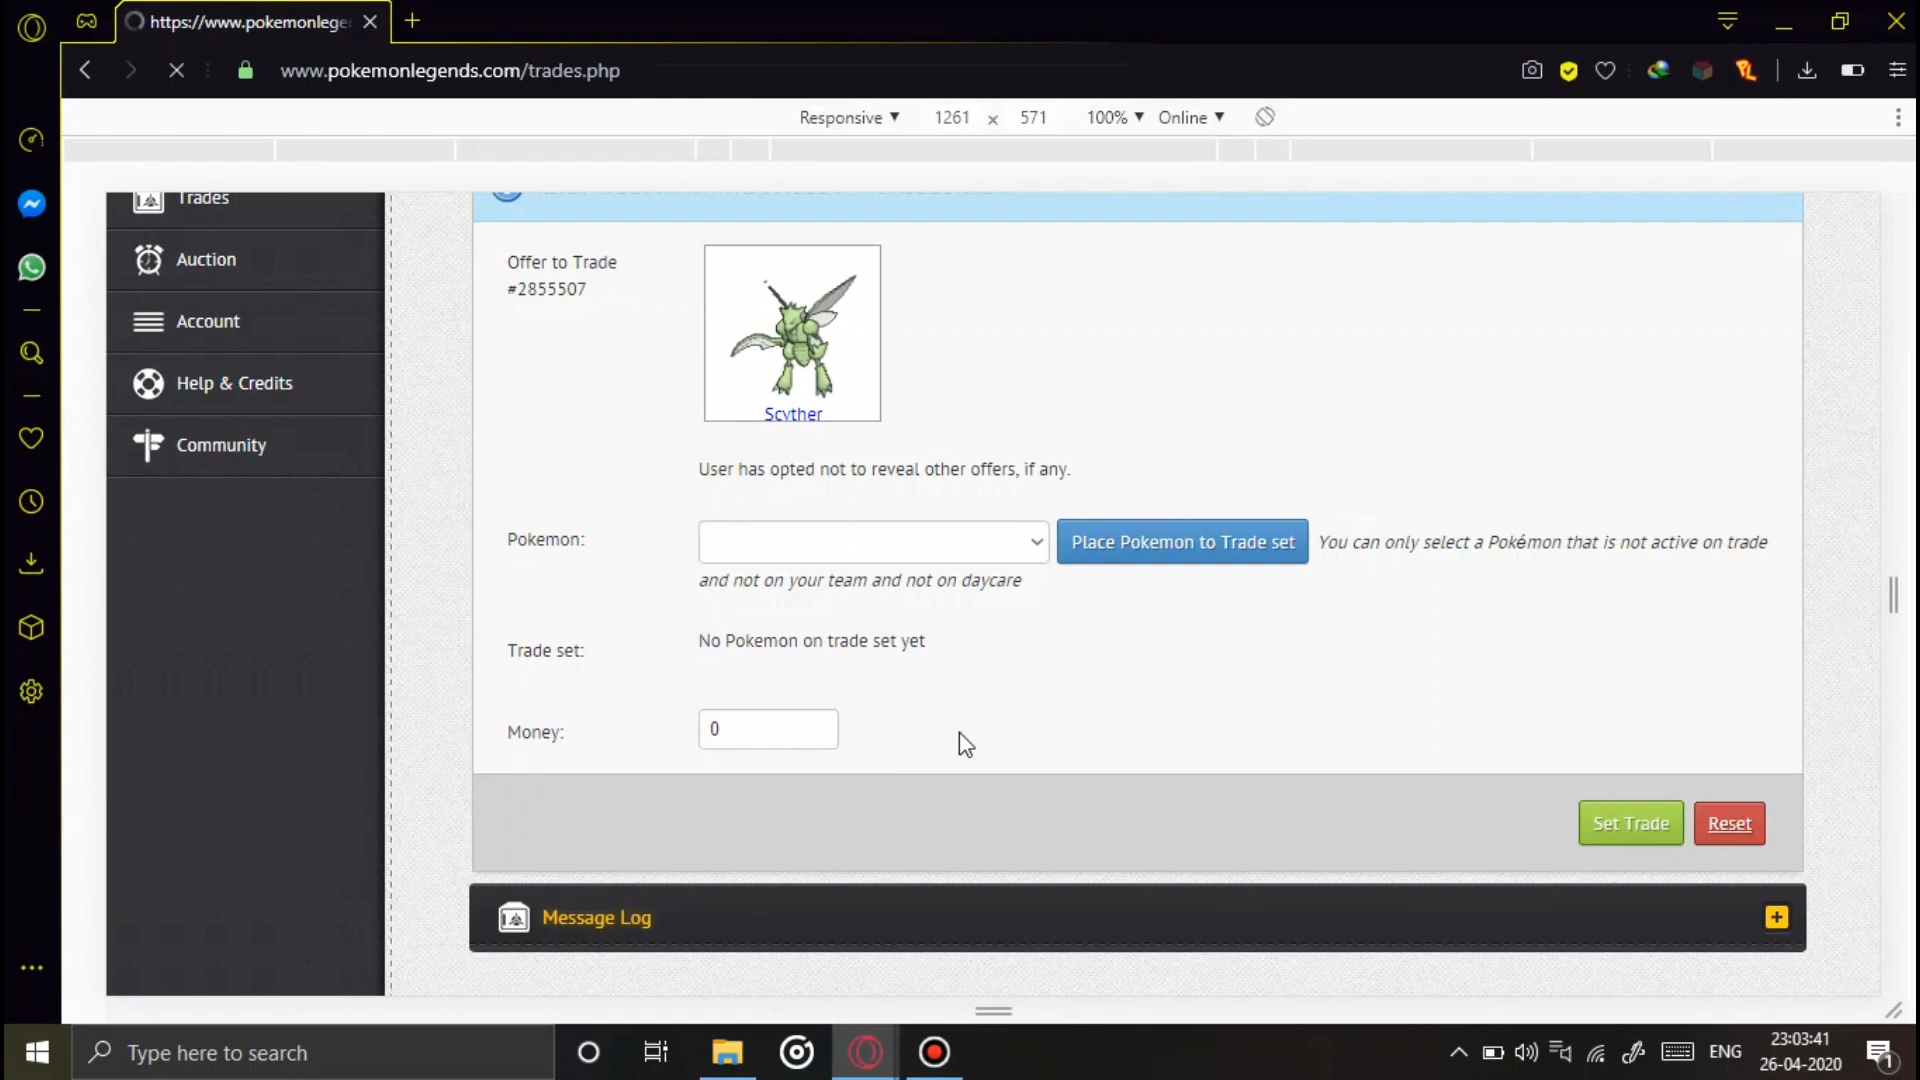 https://www.pokemonlege
www.pokemonlegends.com/trades.php
Responsive ▼ 1261 × 571 100% ▼ Online ▼
Trades
Auction
Account
Help & Credits
Community
Offer to Trade
#2855507
Scyther
User has opted not to reveal other offers, if any.
Pokemon:
Place Pokemon to Trade set
You can only select a Pokémon that is not active on trade
and not on your team and not on daycare
Trade set:
No Pokemon on trade set yet
Money:
0
Set Trade
Reset
Message Log
Type here to search
ENG
23:03:41
26-04-2020
1